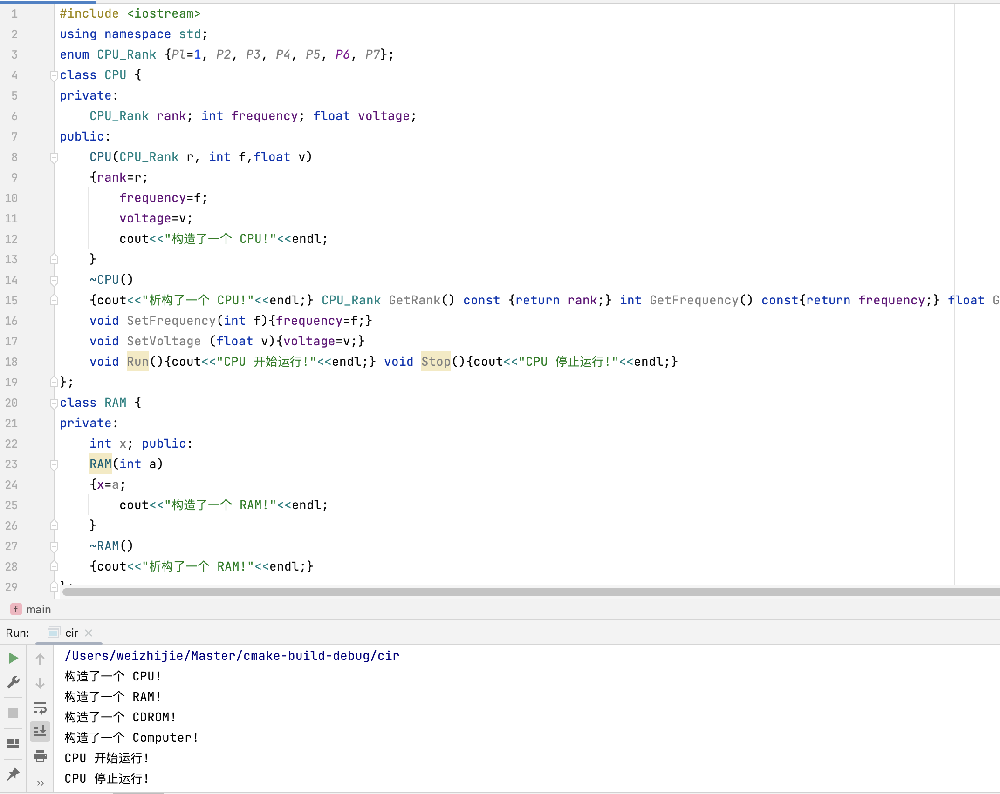 1 #include <iostream>
2 using namespace std;
3 enum CPU_Rank {Pl=1, P2, P3, P4, P5, P6, P7};
4 class CPU {
5 private:
6     CPU_Rank rank; int frequency; float voltage;
7 public:
8     CPU(CPU_Rank r, int f,float v)
9     {rank=r;
10         frequency=f;
11         voltage=v;
12         cout<<"构造了一个 CPU!"<<endl;
13     }
14     ~CPU()
15     {cout<<"析构了一个 CPU!"<<endl;} CPU_Rank GetRank() const {return rank;} int GetFrequency() const{return frequency;} float G
16     void SetFrequency(int f){frequency=f;}
17     void SetVoltage (float v){voltage=v;}
18     void Run(){cout<<"CPU 开始运行!"<<endl;} void Stop(){cout<<"CPU 停止运行!"<<endl;}
19 };
20 class RAM {
21 private:
22     int x; public:
23     RAM(int a)
24     {x=a;
25         cout<<"构造了一个 RAM!"<<endl;
26     }
27     ~RAM()
28     {cout<<"析构了一个 RAM!"<<endl;}
29 };
f main
Run: cir
/Users/weizhijie/Master/cmake-build-debug/cir
构造了一个 CPU!
构造了一个 RAM!
构造了一个 CDROM!
构造了一个 Computer!
CPU 开始运行!
CPU 停止运行!